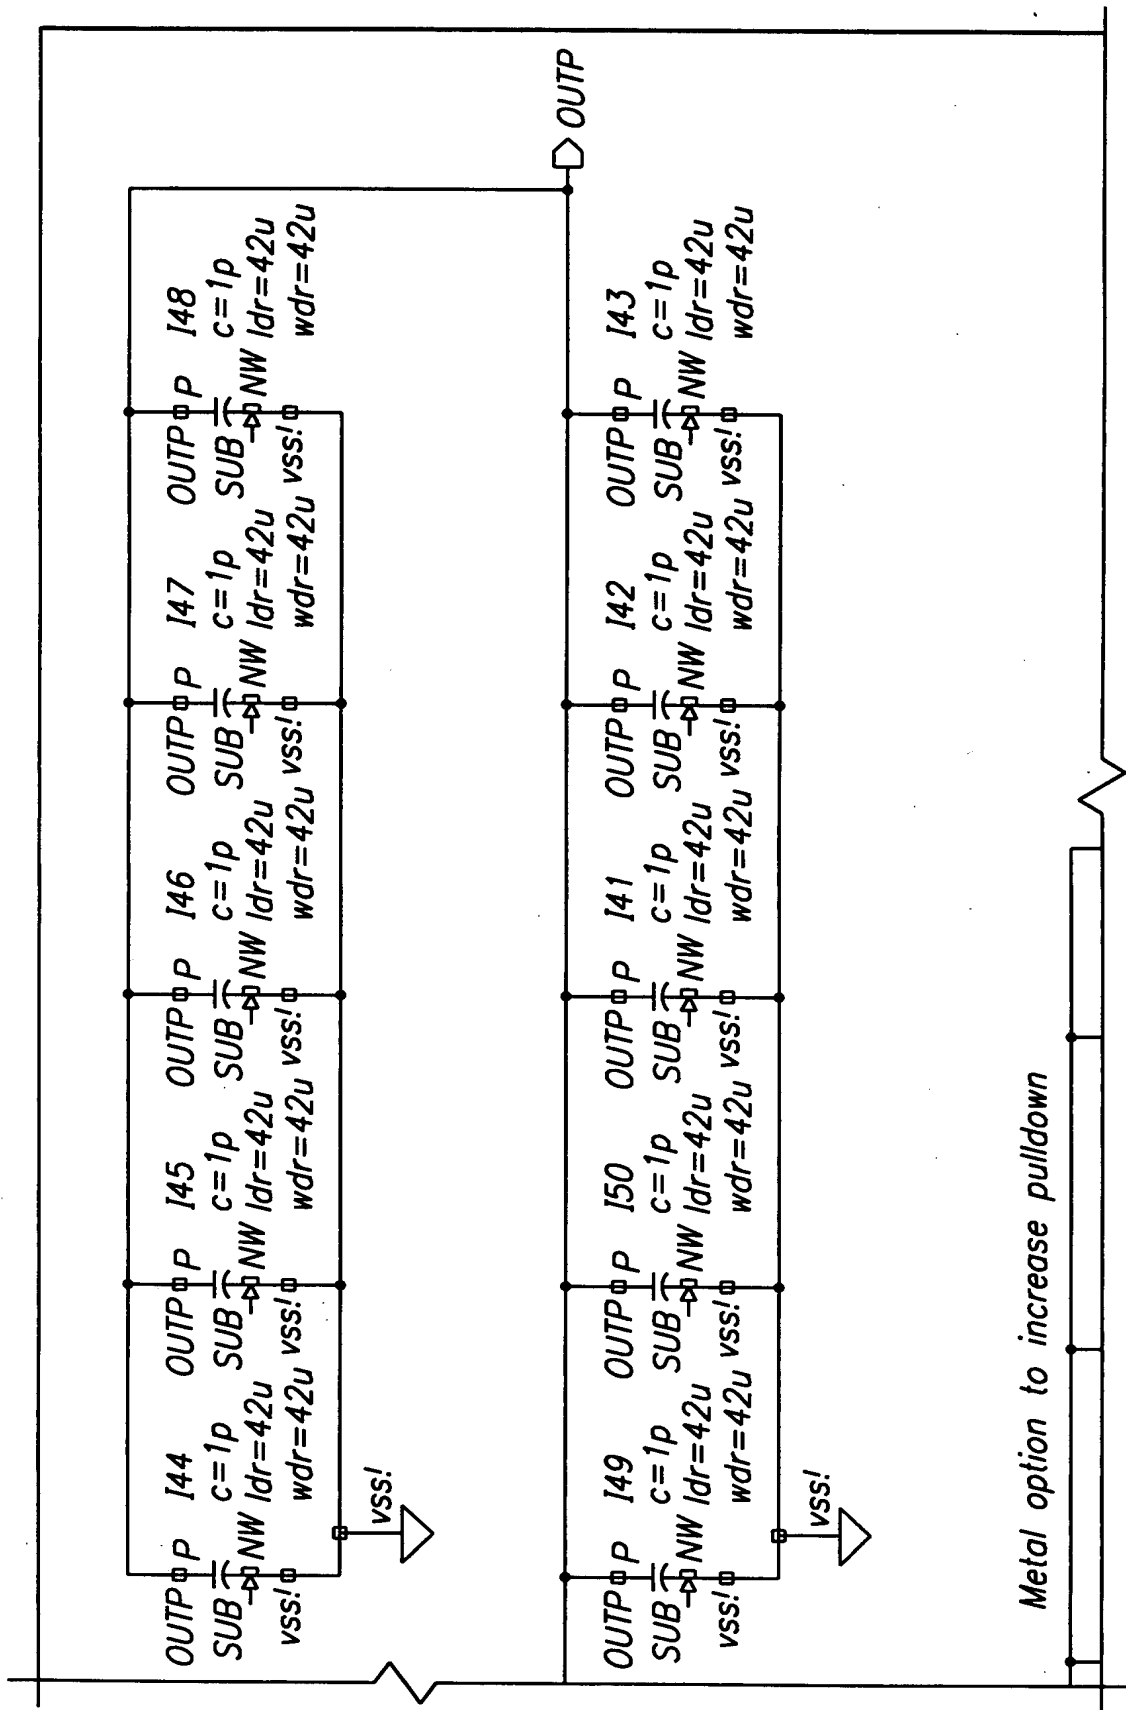 I44
OUTP P
c=1p
SUB NW ldr=42u
vss! wdr=42u
I45
OUTP P
c=1p
SUB NW ldr=42u
vss! wdr=42u
I46
OUTP P
c=1p
SUB NW ldr=42u
vss! wdr=42u
I47
OUTP P
c=1p
SUB NW ldr=42u
vss! wdr=42u
I48
OUTP P
c=1p
SUB NW ldr=42u
vss! wdr=42u
vss!
OUTP
I49
OUTP P
c=1p
SUB NW ldr=42u
vss! wdr=42u
I50
OUTP P
c=1p
SUB NW ldr=42u
vss! wdr=42u
I41
OUTP P
c=1p
SUB NW ldr=42u
vss! wdr=42u
I42
OUTP P
c=1p
SUB NW ldr=42u
vss! wdr=42u
I43
OUTP P
c=1p
SUB NW ldr=42u
vss! wdr=42u
vss!
Metal option to increase pulldown